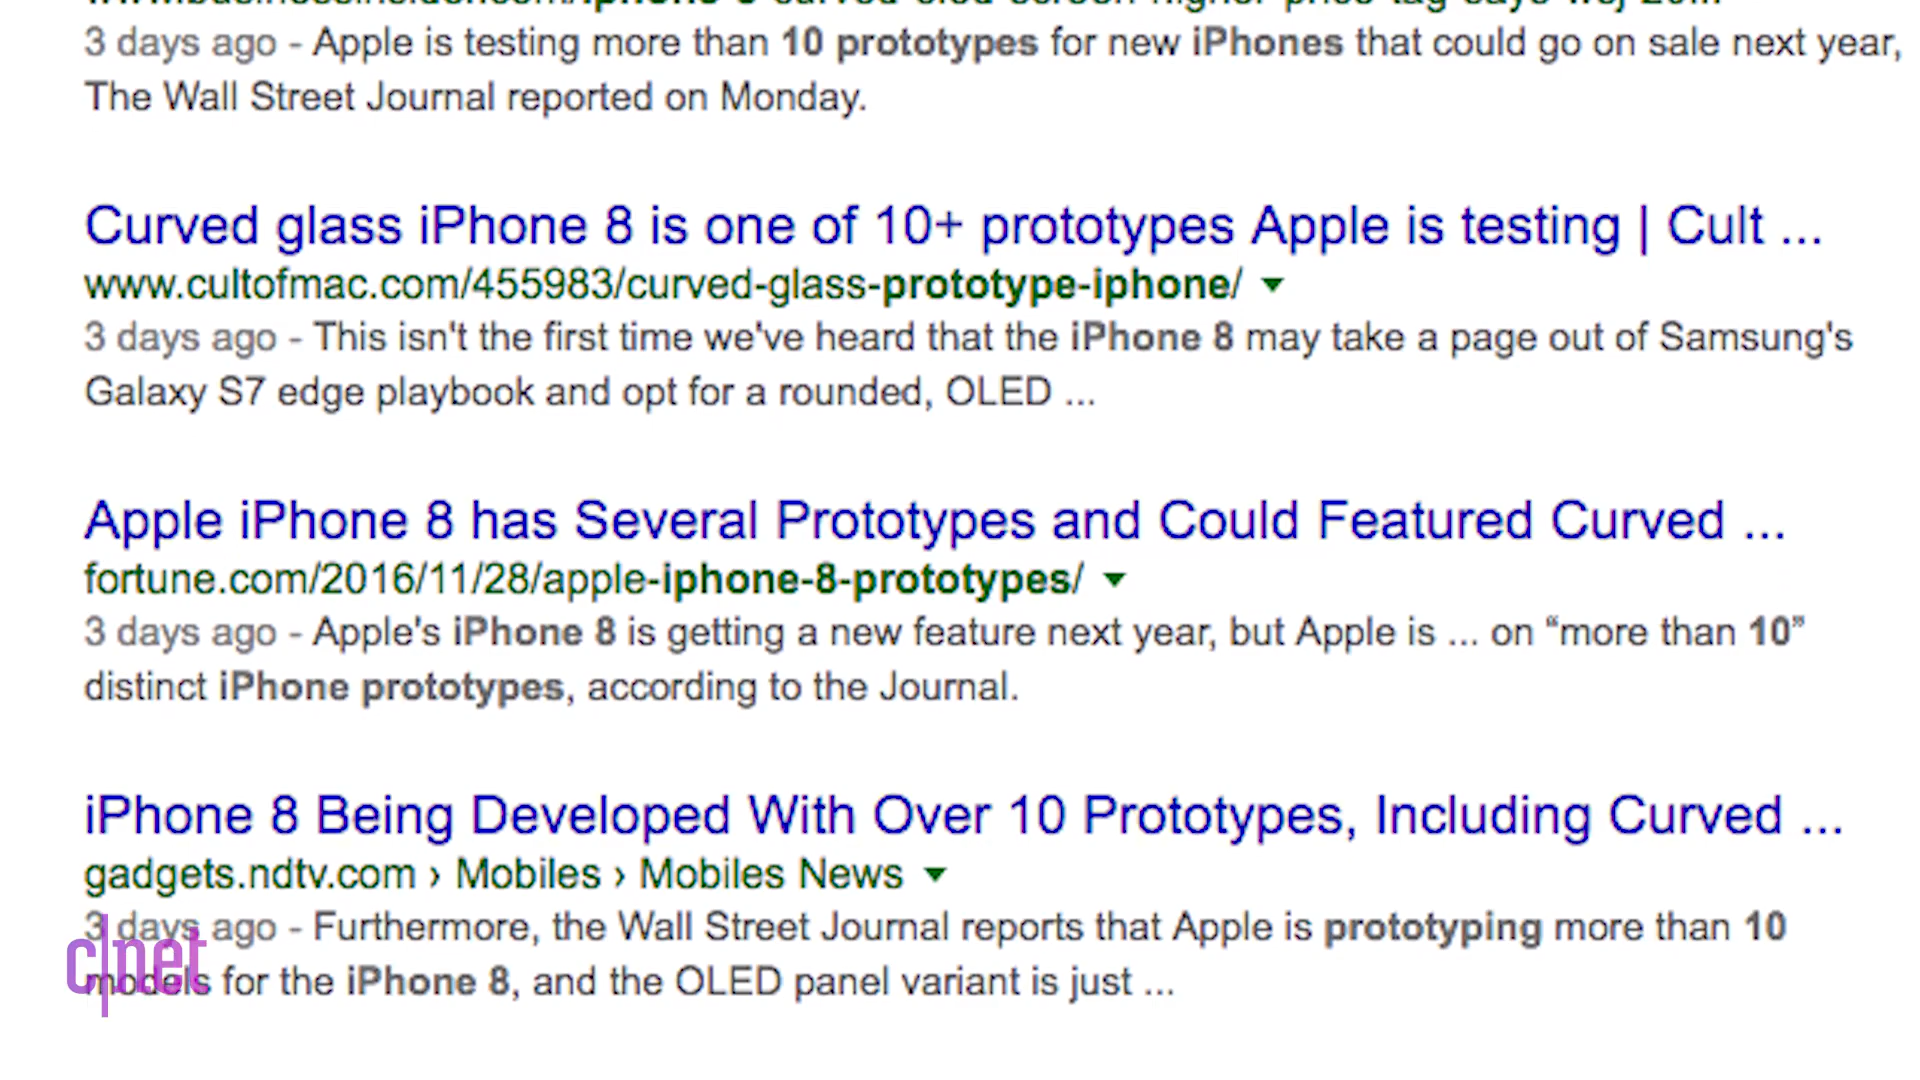 3 days ago - Apple is testing more than 10 prototypes for new iPhones that could go on sale next year,
The Wall Street Journal reported on Monday.
Curved glass iPhone 8 is one of 10+ prototypes Apple is testing | Cult ...
www.cultofmac.com/455983/curved-glass-prototype-iphone/
3 days ago - This isn't the first time we've heard that the iPhone 8 may take a page out of Samsung's
Galaxy S7 edge playbook and opt for a rounded, OLED ...
Apple iPhone 8 has Several Prototypes and Could Featured Curved ...
fortune.com/2016/11/28/apple-iphone-8-prototypes/
3 days ago - Apple's iPhone 8 is getting a new feature next year, but Apple is ... on “more than 10”
distinct iPhone prototypes, according to the Journal.
iPhone 8 Being Developed With Over 10 Prototypes, Including Curved ...
gadgets.ndtv.com › Mobiles › Mobiles News
3 days ago - Furthermore, the Wall Street Journal reports that Apple is prototyping more than 10
models for the iPhone 8, and the OLED panel variant is just ...
c|net